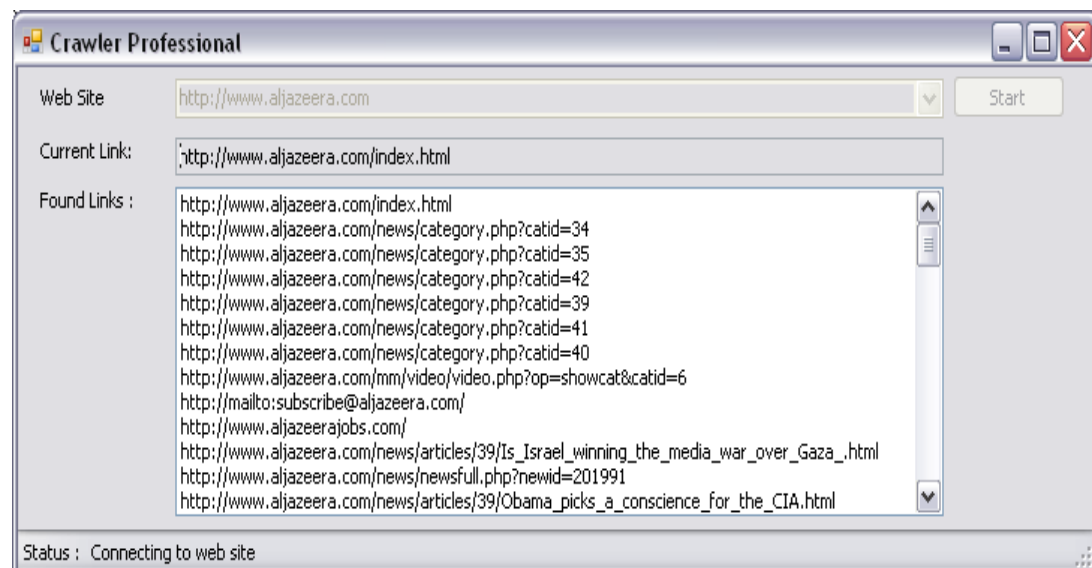 Crawler Professional
Web Site http://www.aljazeera.com Start
Current Link: http://www.aljazeera.com/index.html
Found Links : http://www.aljazeera.com/index.html
http://www.aljazeera.com/news/category.php?catid=34
http://www.aljazeera.com/news/category.php?catid=35
http://www.aljazeera.com/news/category.php?catid=42
http://www.aljazeera.com/news/category.php?catid=39
http://www.aljazeera.com/news/category.php?catid=41
http://www.aljazeera.com/news/category.php?catid=40
http://www.aljazeera.com/mm/video/video.php?op=showcat&catid=6
http://mailto:subscribe@aljazeera.com/
http://www.aljazeerajobs.com/
http://www.aljazeera.com/news/articles/39/Is_Israel_winning_the_media_war_over_Gaza_.html
http://www.aljazeera.com/news/newsfull.php?newid=201991
http://www.aljazeera.com/news/articles/39/Obama_picks_a_conscience_for_the_CIA.html
Status : Connecting to web site